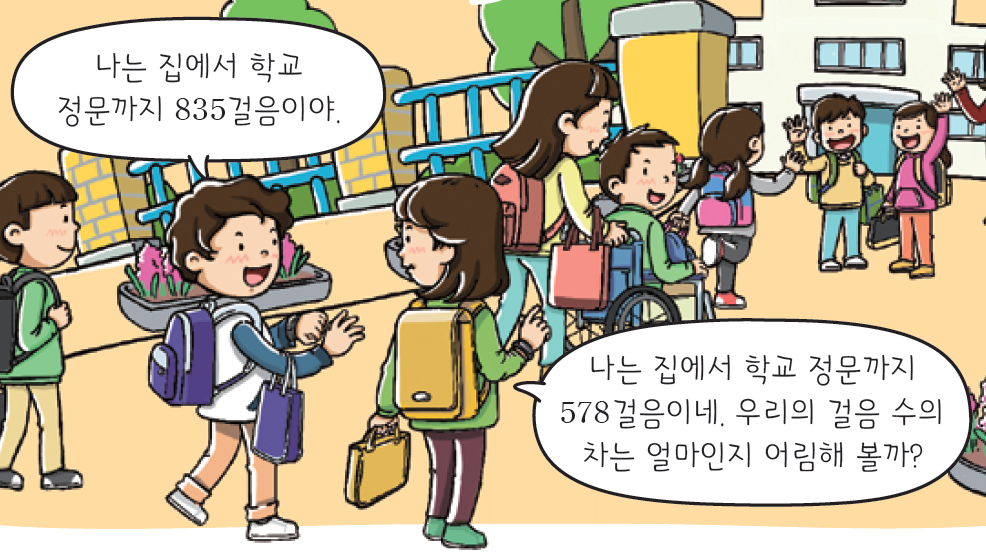 나는 집에서 학교
정문까지 835걸음이야.
나는 집에서 학교 정문까지
578걸음이네. 우리의 걸음 수의
차는 얼마인지 어림해 볼까?